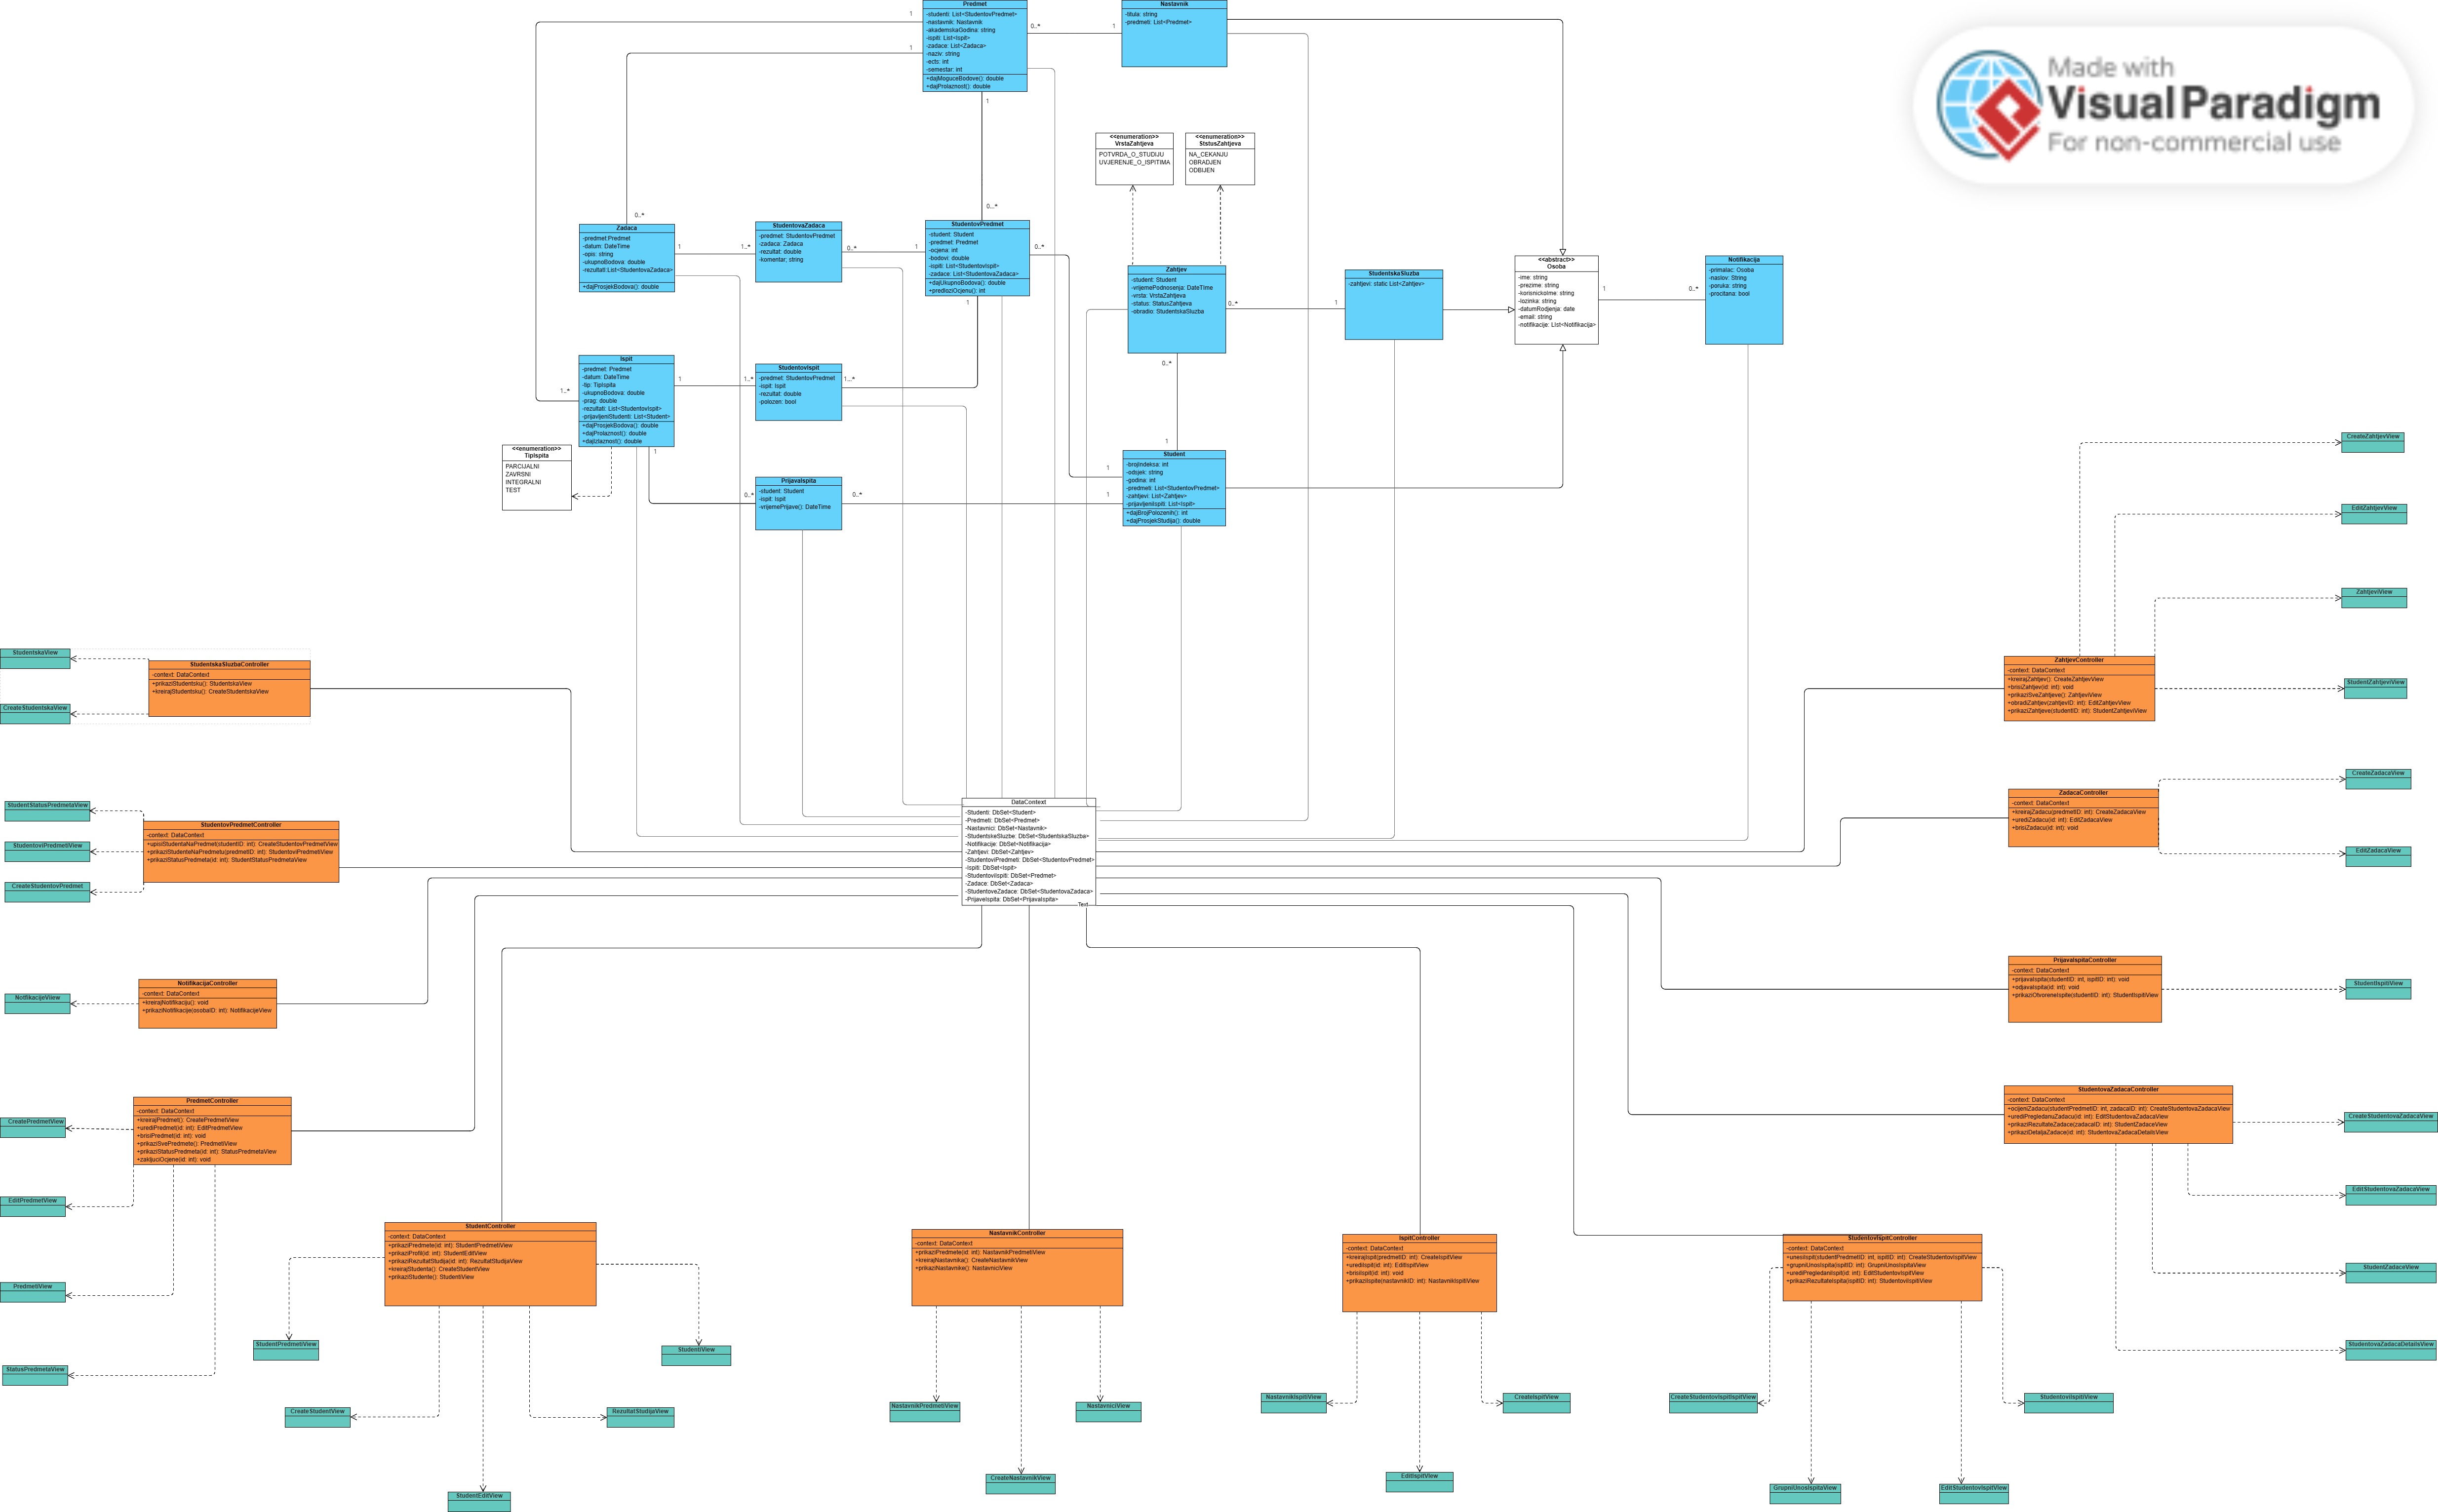 Predmet
-studenti: List<StudentovPredmet>
-nastavnik: Nastavnik
-akademskaGodina: string
-ispiti: List<Ispit>
-zadace: List<Zadaca>
-naziv: string
-ects: int
-semestar: int
+dajMoguceBodove(): double
+dajProlaznost(): double
1
1
0..*
1
1
0...*
Nastavnik
-titula: string
-predmeti: List<Predmet>
Made with
Visual Paradigm
For non-commercial use
<<enumeration>>
VrstaZahtjeva
POTVRDA_O_STUDIJU
UVJERENJE_O_ISPITIMA
<<enumeration>>
StstusZahtjeva
NA_CEKANJU
OBRADJEN
ODBIJEN
0..*
Zadaca
-predmet:Predmet
-datum: DateTime
-opis: string
-ukupnoBodova: double
-rezultati:List<StudentovaZadaca>
+dajProsjekBodova(): double
1
1..*
StudentovaZadaca
-predmet: StudentovPredmet
-zadaca: Zadaca
-rezultat: double
-komentar; string
0..*
1
StudentovPredmet
-student: Student
-predmet: Predmet
-ocjena: int
-bodovi: double
-ispiti: List<StudentovIspit>
-zadace: List<StudentovaZadaca>
+dajUkupnoBodova(): double
+predloziOcjenu(): int
0..*
1
Zahtjev
-student: Student
-vrijemePodnosenja: DateTIme
-vrsta: VrstaZahtjeva
-status: StatusZahtjeva
-obradio: StudentskaSluzba
0..*
1
0..*
1
StudentskaSluzba
-zahtjevi: static List<Zahtjev>
<<abstract>>
Osoba
-ime: string
-prezime: string
-korisnickoIme: string
-lozinka: string
-datumRodjenja: date
-email: string
-notifikacije: LIst<Notifikacija>
1
0..*
Notifikacija
-primalac: Osoba
-naslov: String
-poruka: string
-procitana: bool
1..*
Ispit
-predmet: Predmet
-datum: DateTime
-tip: TipIspita
-ukupnoBodova: double
-prag: double
-rezultati: List<StudentovIspit>
-prijavljeniStudenti: List<Student>
+dajProsjekBodova(): double
+dajProlaznost(): double
+dajIzlaznost(): double
1
1..*
StudentovIspit
-predmet: StudentovPredmet
-ispit: Ispit
-rezultat: double
-polozen: bool
1...*
<<enumeration>>
TipIspita
PARCIJALNI
ZAVRSNI
INTEGRALNI
TEST
1
0..*
PrijavaIspita
-student: Student
-ispit: Ispit
-vrijemePrijave(): DateTime
0..*
1
1
Student
-brojIndeksa: int
-odsjek: string
-godina: int
-predmeti: List<StudentovPredmet>
-zahtjevi: List<Zahtjev>
-prijavljeniIspiti: List<Ispit>
+dajBrojPolozenih(): int
+dajProsjekStudija(): double
CreateZahtjevView
EditZahtjevView
ZahtjeviView
StudentZahtjeviView
ZahtjevController
-context: DataContext
+kreirajZahtjev(): CreateZahtjevView
+brisiZahtjev(id: int): void
+prikaziSveZahtjeve(): ZahtjeviView
+obradiZahtjev(zahtjevID: int): EditZahtjevView
+prikaziZahtjeve(studentID: int): StudentZahtjeviView
StudentskaView
CreateStudentskaView
StudentskaSluzbaController
-context: DataContext
+prikaziStudentsku(): StudentskaView
+kreirajStudentsku(): CreateStudentskaView
StudentStatusPredmetaView
StudentoviPredmetiView
CreateStudentovPredmet
StudentovPredmetController
-context: DataContext
+upisiStudentaNaPredmet(studentID: int): CreateStudentovPredmetView
+prikaziStudenteNaPredmetu(predmetID: int): StudentoviPredmetiView
+prikaziStatusPredmeta(id: int): StudentStatusPredmetaView
DataContext
-Studenti: DbSet<Student>
-Predmeti: DbSet<Predmet>
-Nastavnici: DbSet<Nastavnik>
-StudentskeSluzbe: DbSet<StudentskaSluzba>
-Notifikacije: DbSet<Notifikacija>
-Zahtjevi: DbSet<Zahtjev>
-StudentoviPredmeti: DbSet<StudentovPredmet>
-Ispiti: DbSet<Ispit>
-StudentoviIspiti: DbSet<Predmet>
-Zadace: DbSet<Zadaca>
-StudentoveZadace: DbSet<StudentovaZadaca>
-PrijaveIspita: DbSet<PrijavaIspita>
Text
ZadacaController
-context: DataContext
+kreirajZadacu(predmetID: int): CreateZadacaView
+urediZadacu(id: int): EditZadacaView
+brisiZadacu(id: int): void
CreateZadacaView
EditZadacaView
NotifikacijeView
NotifikacijaController
-context: DataContext
+kreirajNotifikaciju(): void
+prikaziNotifikacije(osobaID: int): NotifikacijeView
PrijavaIspitaController
-context: DataContext
+prijavaIspita(studentID: int, ispitID: int): void
+odjavaIspita(id: int): void
+prikaziOtvoreneIspite(studentID: int): StudentIspitiView
StudentIspitiView
CreatePredmetView
EditPredmetView
PredmetiView
StatusPredmetaView
PredmetController
-context: DataContext
+kreirajPredmet(): CreatePredmetView
+urediPredmet(id: int): EditPredmetView
+brisiPredmet(id: int): void
+prikaziSvePredmete(): PredmetiView
+prikaziStatusPredmeta(id: int): StatusPredmetaView
+zakljuciOcjene(id: int): void
StudentovaZadacaController
-context: DataContext
+ocijeniZadacu(studentPredmetID: int, zadacaID: int): CreateStudentovaZadacaView
+urediPregledanuZadacu(id: int): EditStudentovaZadacaView
+prikaziRezultateZadace(zadacaID: int): StudentZadaceView
+prikaziDetaljaZadace(id: int): StudentovaZadacaDetailsView
CreateStudentovaZadacaView
EditStudentovaZadacaView
StudentZadaceView
StudentovaZadacaDetailsView
StudentController
-context: DataContext
+prikaziPredmete(id: int): StudentPredmetiView
+prikaziProfil(id: int): StudentEditView
+prikaziRezultatStudija(id: int): RezultatStudijaView
+kreirajStudenta(): CreateStudentView
+prikaziStudente(): StudentiView
StudentPredmetiView
CreateStudentView
StudentEditView
RezultatStudijaView
StudentiView
NastavnikController
-context: DataContext
+prikaziPredmete(id: int): NastavnikPredmetiView
+kreirajNastavnika(): CreateNastavnikView
+prikaziNastavnike(): NastavniciView
NastavnikPredmetiView
CreateNastavnikView
NastavniciView
IspitController
-context: DataContext
+kreirajIspit(predmetID: int): CreateIspitView
+urediIspit(id: int): EditIspitView
+brisiIspit(id: int): void
+prikaziIspite(nastavnikID: int): NastavnikIspitiView
NastavnikIspitiView
CreateIspitView
EditIspitView
StudentovIspitController
-context: DataContext
+unesiIspit(studentPredmetID: int, ispitID: int): CreateStudentovIspitView
+grupniUnosIspita(ispitID: int): GrupniUnosIspitaView
+urediPregledaniIspit(id: int): EditStudentovIspitView
+prikaziRezultateIspita(ispitID: int): StudentoviIspitiView
CreateStudentovIspitIspitView
StudentoviIspitiView
GrupniUnosIspitaView
EditStudentovIspitView